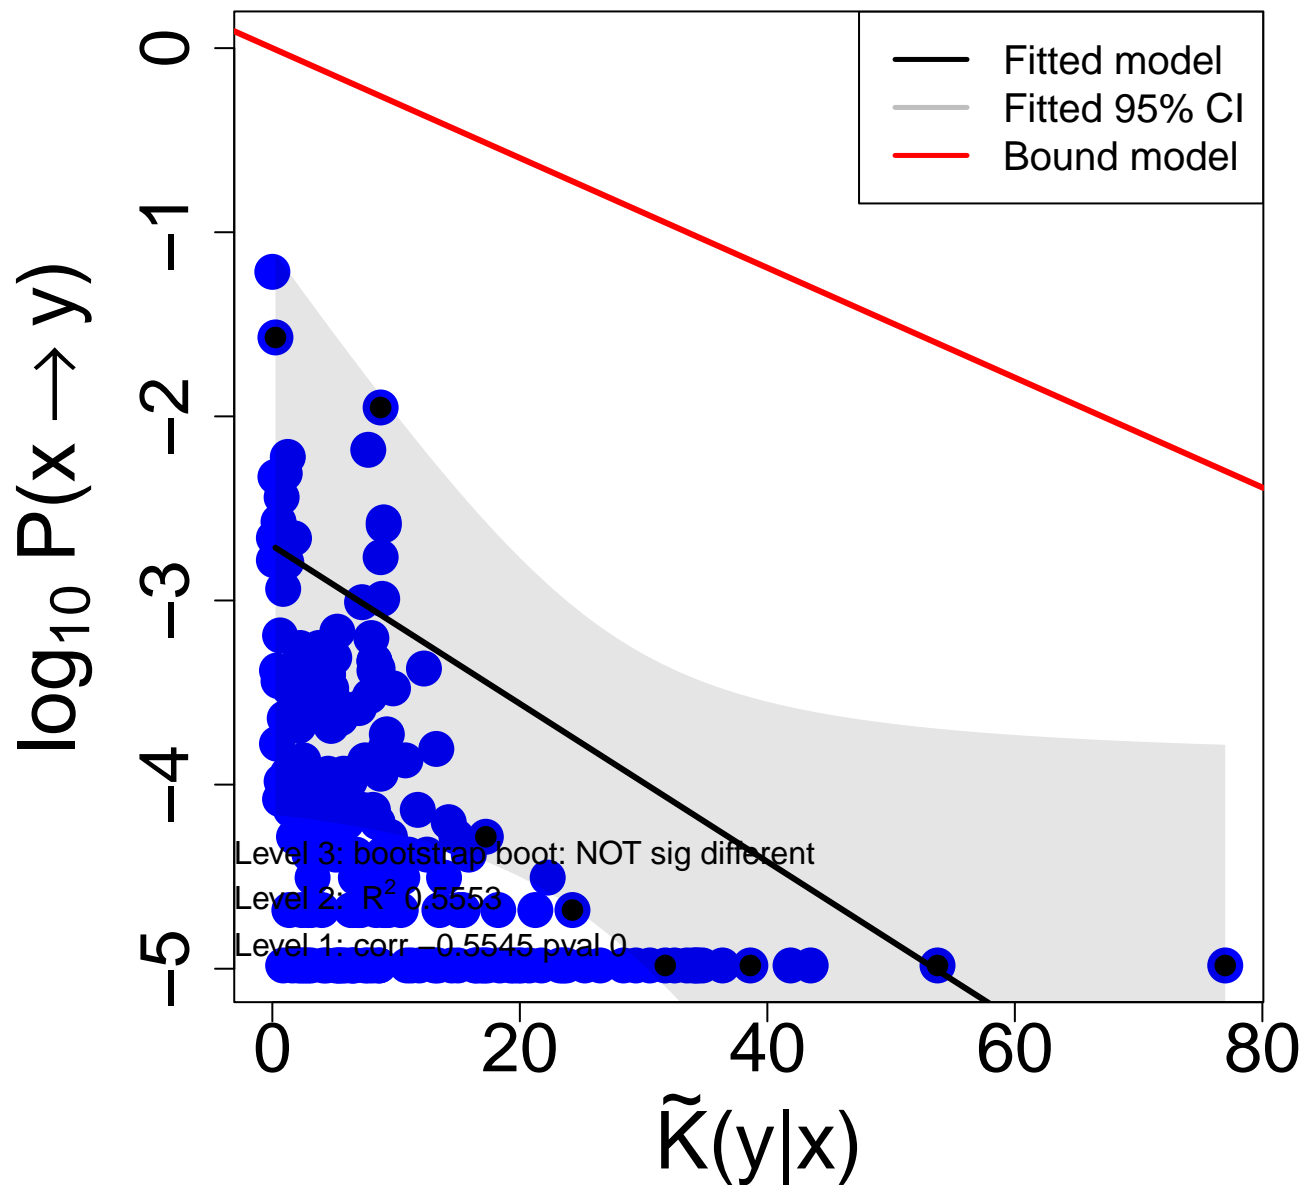 Fitted model
Fitted 95% CI
Bound model
log₁₀ P(x → y)
0
−1
−2
−3
−4
−5
Level 3: bootstrap boot: NOT sig different
Level 2: R² 0.5553
Level 1: corr −0.5545 pval 0
0 20 40 60 80
K̃(y|x)